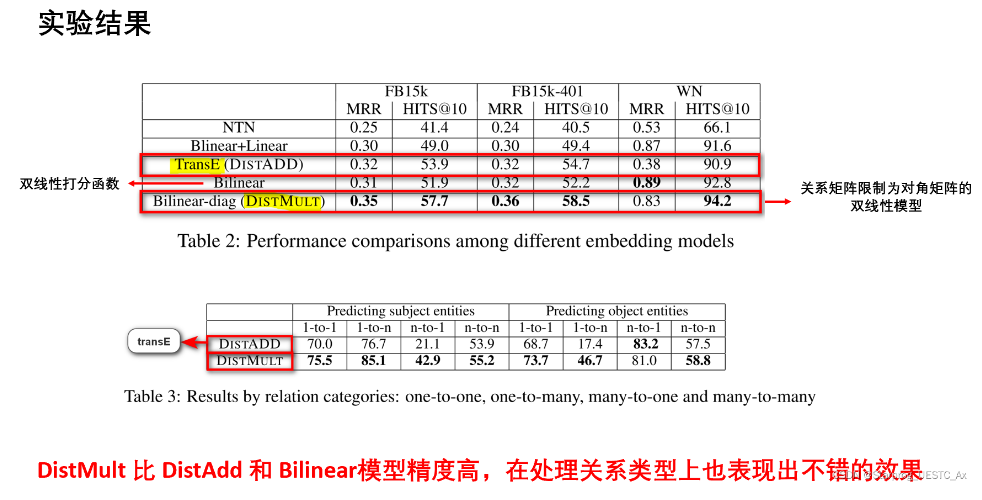 实验结果
FB15k FB15k-401 WN
MRR HITS@10 MRR HITS@10 MRR HITS@10
NTN 0.25 41.4 0.24 40.5 0.53 66.1
Blinear+Linear 0.30 49.0 0.30 49.4 0.87 91.6
TransE (DISTADD) 0.32 53.9 0.32 54.7 0.38 90.9
双线性打分函数
Bilinear 0.31 51.9 0.32 52.2 0.89 92.8
Bilinear-diag (DISTMULT) 0.35 57.7 0.36 58.5 0.83 94.2
关系矩阵限制为对角矩阵的
双线性模型
Table 2: Performance comparisons among different embedding models
Predicting subject entities Predicting object entities
1-to-1 1-to-n n-to-1 n-to-n 1-to-1 1-to-n n-to-1 n-to-n
transE
DISTADD 70.0 76.7 21.1 53.9 68.7 17.4 83.2 57.5
DISTMULT 75.5 85.1 42.9 55.2 73.7 46.7 81.0 58.8
Table 3: Results by relation categories: one-to-one, one-to-many, many-to-one and many-to-many
DistMult 比 DistAdd 和 Bilinear模型精度高，在处理关系类型上也表现出不错的效果